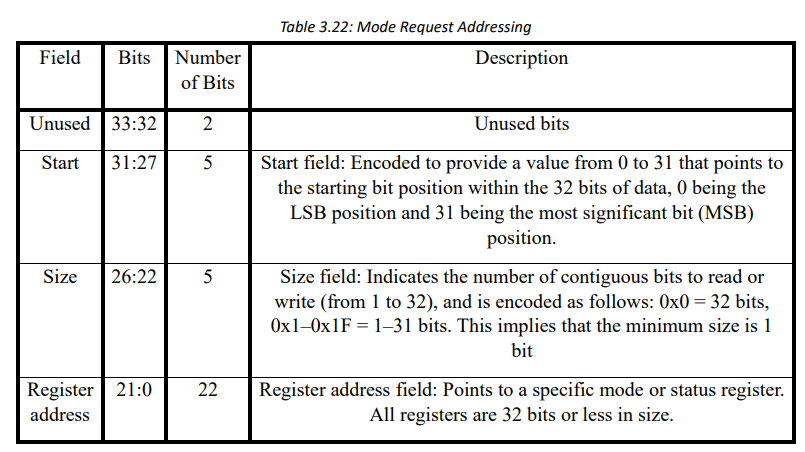 Table 3.22: Mode Request Addressing
Field Bits Number of Bits Description
Unused 33:32 2 Unused bits
Start 31:27 5 Start field: Encoded to provide a value from 0 to 31 that points to
the starting bit position within the 32 bits of data, 0 being the
LSB position and 31 being the most significant bit (MSB)
position.
Size 26:22 5 Size field: Indicates the number of contiguous bits to read or
write (from 1 to 32), and is encoded as follows: 0x0 = 32 bits,
0x1–0x1F = 1–31 bits. This implies that the minimum size is 1
bit
Register address 21:0 22 Register address field: Points to a specific mode or status register.
All registers are 32 bits or less in size.